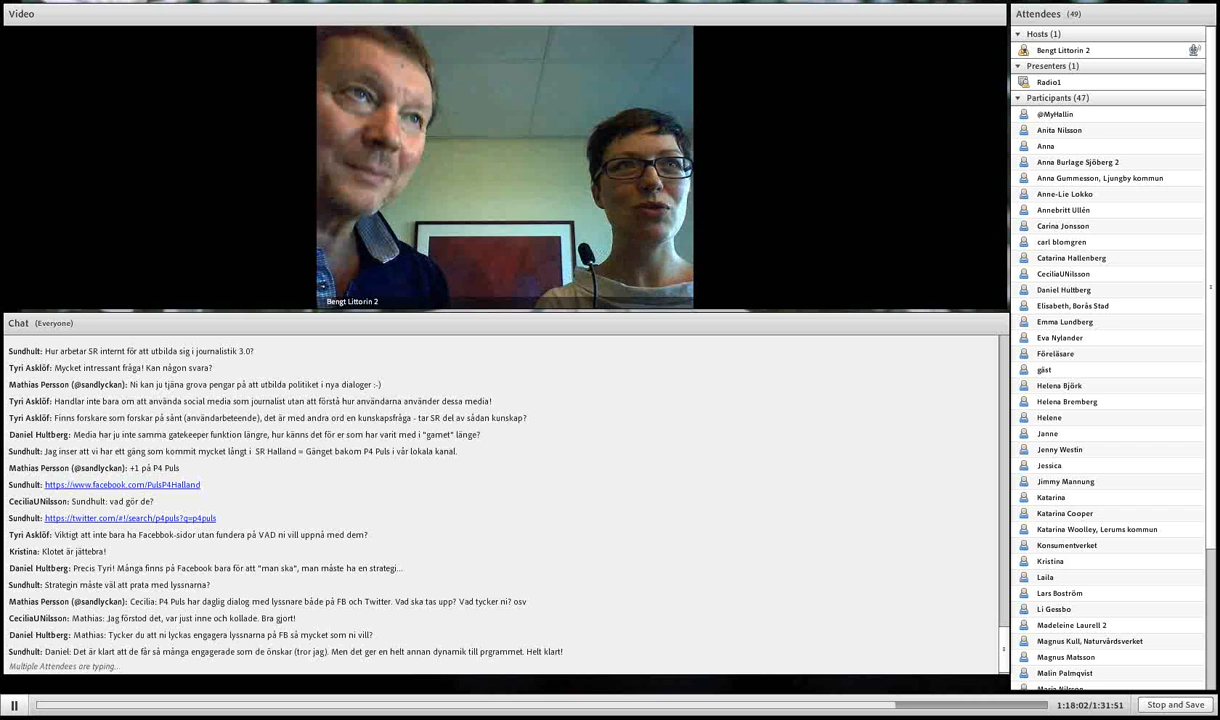 Video
Bengt Littorin 2
Chat (Everyone)
Sundhult: Hur arbetar SR internt för att utbilda sig i journalistik 3.0?
Tyri Asklöf: Mycket intressant fråga! Kan någon svara?
Mathias Persson (@sandlyckan): Ni kan ju tjäna grova pengar på att utbilda politiket i nya dialoger :-)
Tyri Asklöf: Handlar inte bara om att använda social media som journalist utan att förstå hur användarna använder dessa media!
Tyri Asklöf: Finns forskare som forskar på sånt (användarbeteende), det är med andra ord en kunskapsfråga - tar SR del av sådan kunskap?
Daniel Hultberg: Media har ju inte samma gatekeeper funktion längre, hur känns det för er som har varit med i "gamet" länge?
Sundhult: Jag inser att vi har ett gäng som kommit mycket långt i SR Halland = Gänget bakom P4 Puls i vår lokala kanal.
Mathias Persson (@sandlyckan): +1 på P4 Puls
Sundhult: https://www.facebook.com/PulsP4Halland
CeciliaUNilsson: Sundhult: vad gör de?
Sundhult: https://twitter.com/#!/search/p4puls?q=p4puls
Tyri Asklöf: Viktigt att inte bara ha Facebbok-sidor utan fundera på VAD ni vill uppnå med dem?
Kristina: Klotet är jättebra!
Daniel Hultberg: Precis Tyri! Många finns på Facebook bara för att "man ska", man måste ha en strategi...
Sundhult: Strategin måste väl att prata med lyssnarna?
Mathias Persson (@sandlyckan): Cecilia: P4 Puls har daglig dialog med lyssnare både på FB och Twitter. Vad ska tas upp? Vad tycker ni? osv
CeciliaUNilsson: Mathias: Jag förstod det, var just inne och kollade. Bra gjort!
Daniel Hultberg: Mathias: Tycker du att ni lyckas engagera lyssnarna på FB så mycket som ni vill?
Sundhult: Daniel: Det är klart att de får så många engagerade som de önskar (tror jag). Men det ger en helt annan dynamik till prgrammet. Helt klart!
Multiple Attendees are typing...
Attendees (49)
Hosts (1)
Bengt Littorin 2
Presenters (1)
Radio1
Participants (47)
@MyHallin
Anita Nilsson
Anna
Anna Burlage Sjöberg 2
Anna Gummesson, Ljungby kommun
Anne-Lie Lokko
Annebritt Ullén
Carina Jonsson
carl blomgren
Catarina Hallenberg
CeciliaUNilsson
Daniel Hultberg
Elisabeth, Borås Stad
Emma Lundberg
Eva Nylander
Föreläsare
gäst
Helena Björk
Helena Bremberg
Helene
Janne
Jenny Westin
Jessica
Jimmy Mannung
Katarina
Katarina Cooper
Katarina Woolley, Lerums kommun
Konsumentverket
Kristina
Laila
Lars Boström
Li Gessbo
Madeleine Laurell 2
Magnus Kull, Naturvårdsverket
Magnus Matsson
Malin Palmqvist
Maria Nilsson
1:18:02/1:31:51
Stop and Save